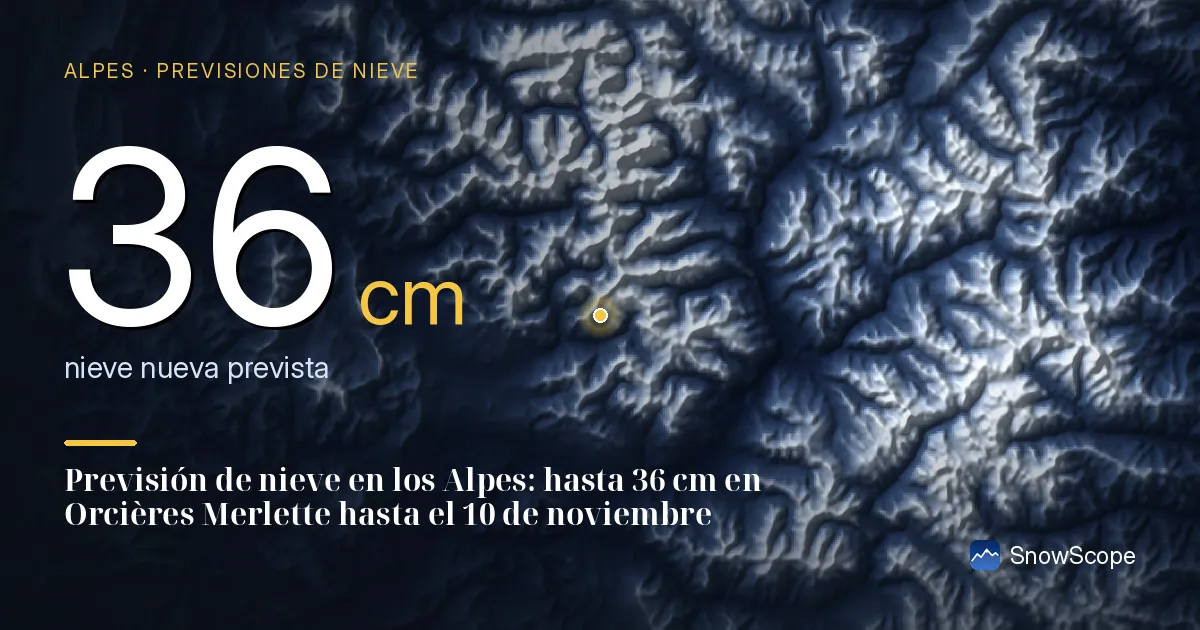 ALPES · PREVISIONES DE NIEVE
36 cm
nieve nueva prevista
Previsión de nieve en los Alpes: hasta 36 cm en
Orcières Merlette hasta el 10 de noviembre
SnowScope